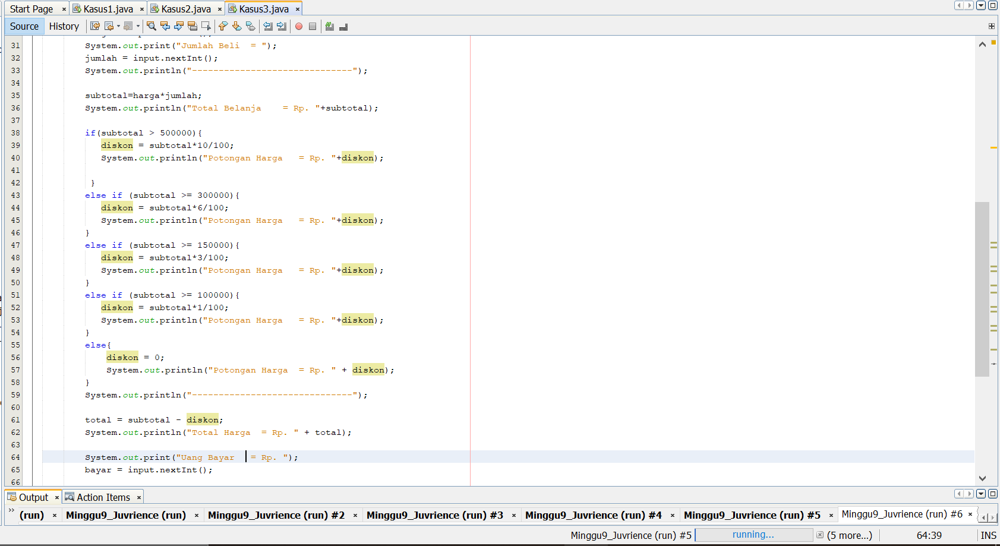 Start Page × Kasus1.java × Kasus2.java × Kasus3.java ×
Source History
31 System.out.print("Jumlah Beli  = ");
32 jumlah = input.nextInt();
33 System.out.println("------------------------------");
34
35 subtotal=harga*jumlah;
36 System.out.println("Total Belanja    = Rp. "+subtotal);
37
38 if(subtotal > 500000){
39 diskon = subtotal*10/100;
40 System.out.println("Potongan Harga   = Rp. "+diskon);
41
42 }
43 else if (subtotal >= 300000){
44 diskon = subtotal*6/100;
45 System.out.println("Potongan Harga   = Rp. "+diskon);
46 }
47 else if (subtotal >= 150000){
48 diskon = subtotal*3/100;
49 System.out.println("Potongan Harga   = Rp. "+diskon);
50 }
51 else if (subtotal >= 100000){
52 diskon = subtotal*1/100;
53 System.out.println("Potongan Harga   = Rp. "+diskon);
54 }
55 else{
56 diskon = 0;
57 System.out.println("Potongan Harga  = Rp. " + diskon);
58 }
59 System.out.println("------------------------------");
60
61 total = subtotal - diskon;
62 System.out.println("Total Harga  = Rp. " + total);
63
64 System.out.print("Uang Bayar   = Rp. ");
65 bayar = input.nextInt();
66
Output × Action Items ×
(run) × Minggu9_Juvrience (run) × Minggu9_Juvrience (run) #2 × Minggu9_Juvrience (run) #3 × Minggu9_Juvrience (run) #4 × Minggu9_Juvrience (run) #5 × Minggu9_Juvrience (run) #6 ×
Minggu9_Juvrience (run) #5 running... (5 more...) 64:39 INS